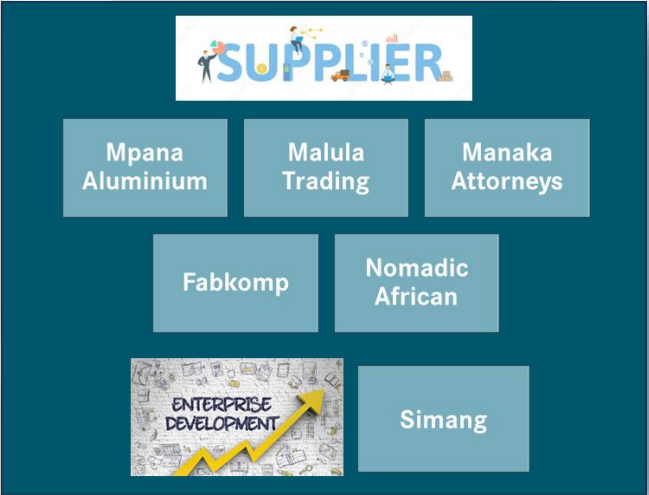 SUPPLIER
Mpana
Aluminium
Malula
Trading
Manaka
Attorneys
Fabkomp
Nomadic
African
ENTERPRISE
DEVELOPMENT
Simang